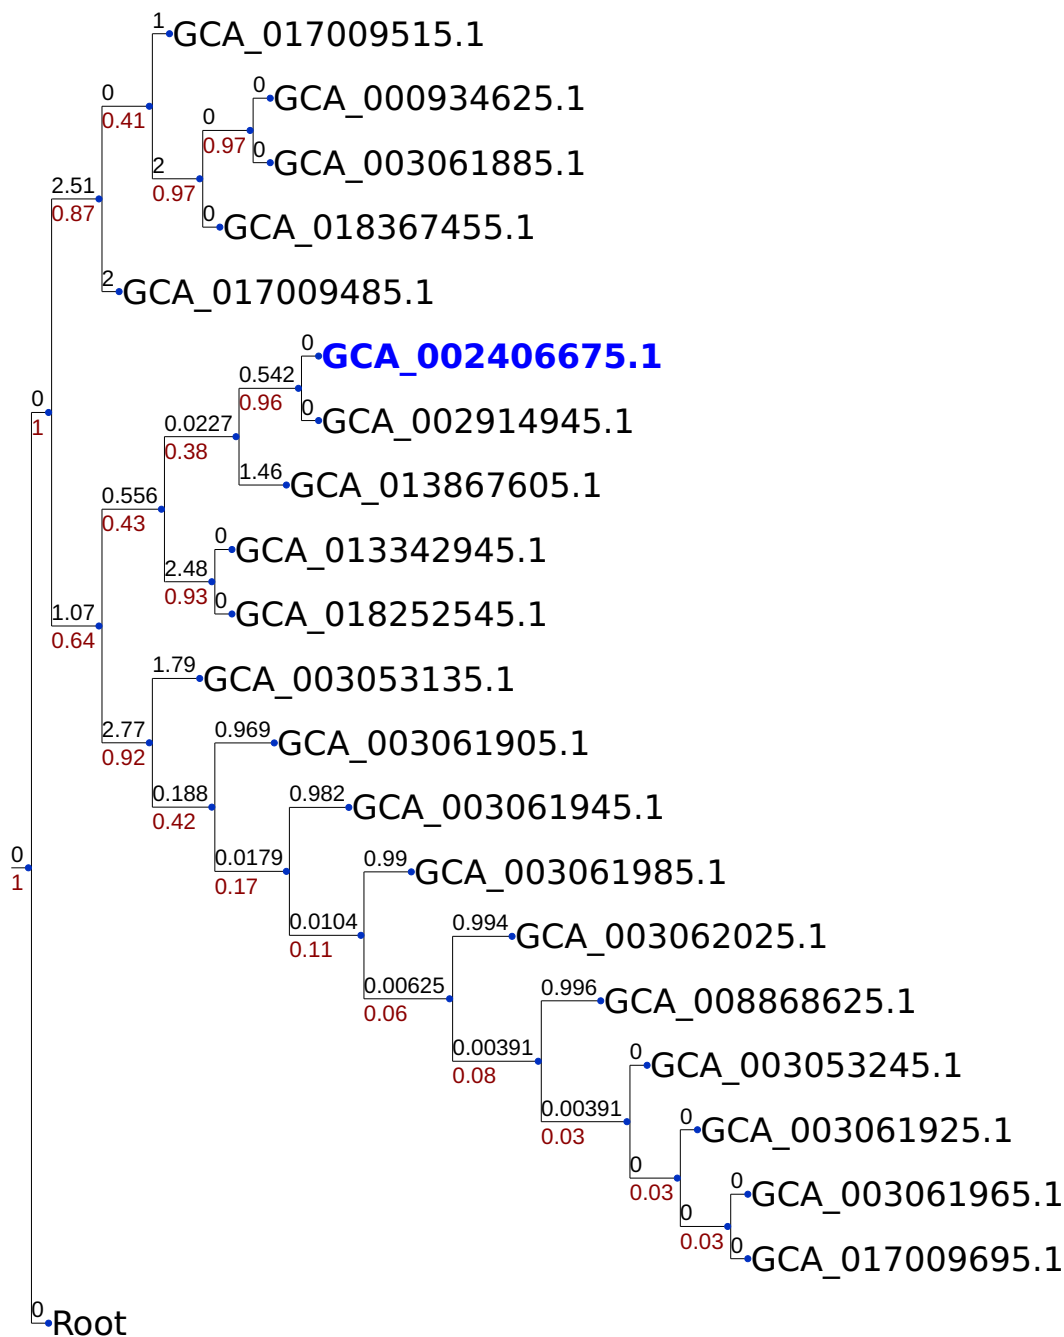 1
GCA_017009515.1
0
0.41
0
GCA_000934625.1
0
0.97
0
GCA_003061885.1
2
0.97
0
GCA_018367455.1
2.51
0.87
2
GCA_017009485.1
0
GCA_002406675.1
0.542
0.96
0
1
0
GCA_002914945.1
0.0227
0.38
1.46
GCA_013867605.1
0.556
0.43
0
GCA_013342945.1
2.48
0.93
0
GCA_018252545.1
1.07
0.64
1.79
GCA_003053135.1
2.77
0.92
0.969
GCA_003061905.1
0.188
0.42
0.982
GCA_003061945.1
0
1
0.0179
0.17
0.99
GCA_003061985.1
0.0104
0.11
0.994
GCA_003062025.1
0.00625
0.06
0.996
GCA_008868625.1
0.00391
0.08
0
GCA_003053245.1
0.00391
0.03
0
GCA_003061925.1
0
0.03
0
GCA_003061965.1
0
0.03
0
GCA_017009695.1
0
Root